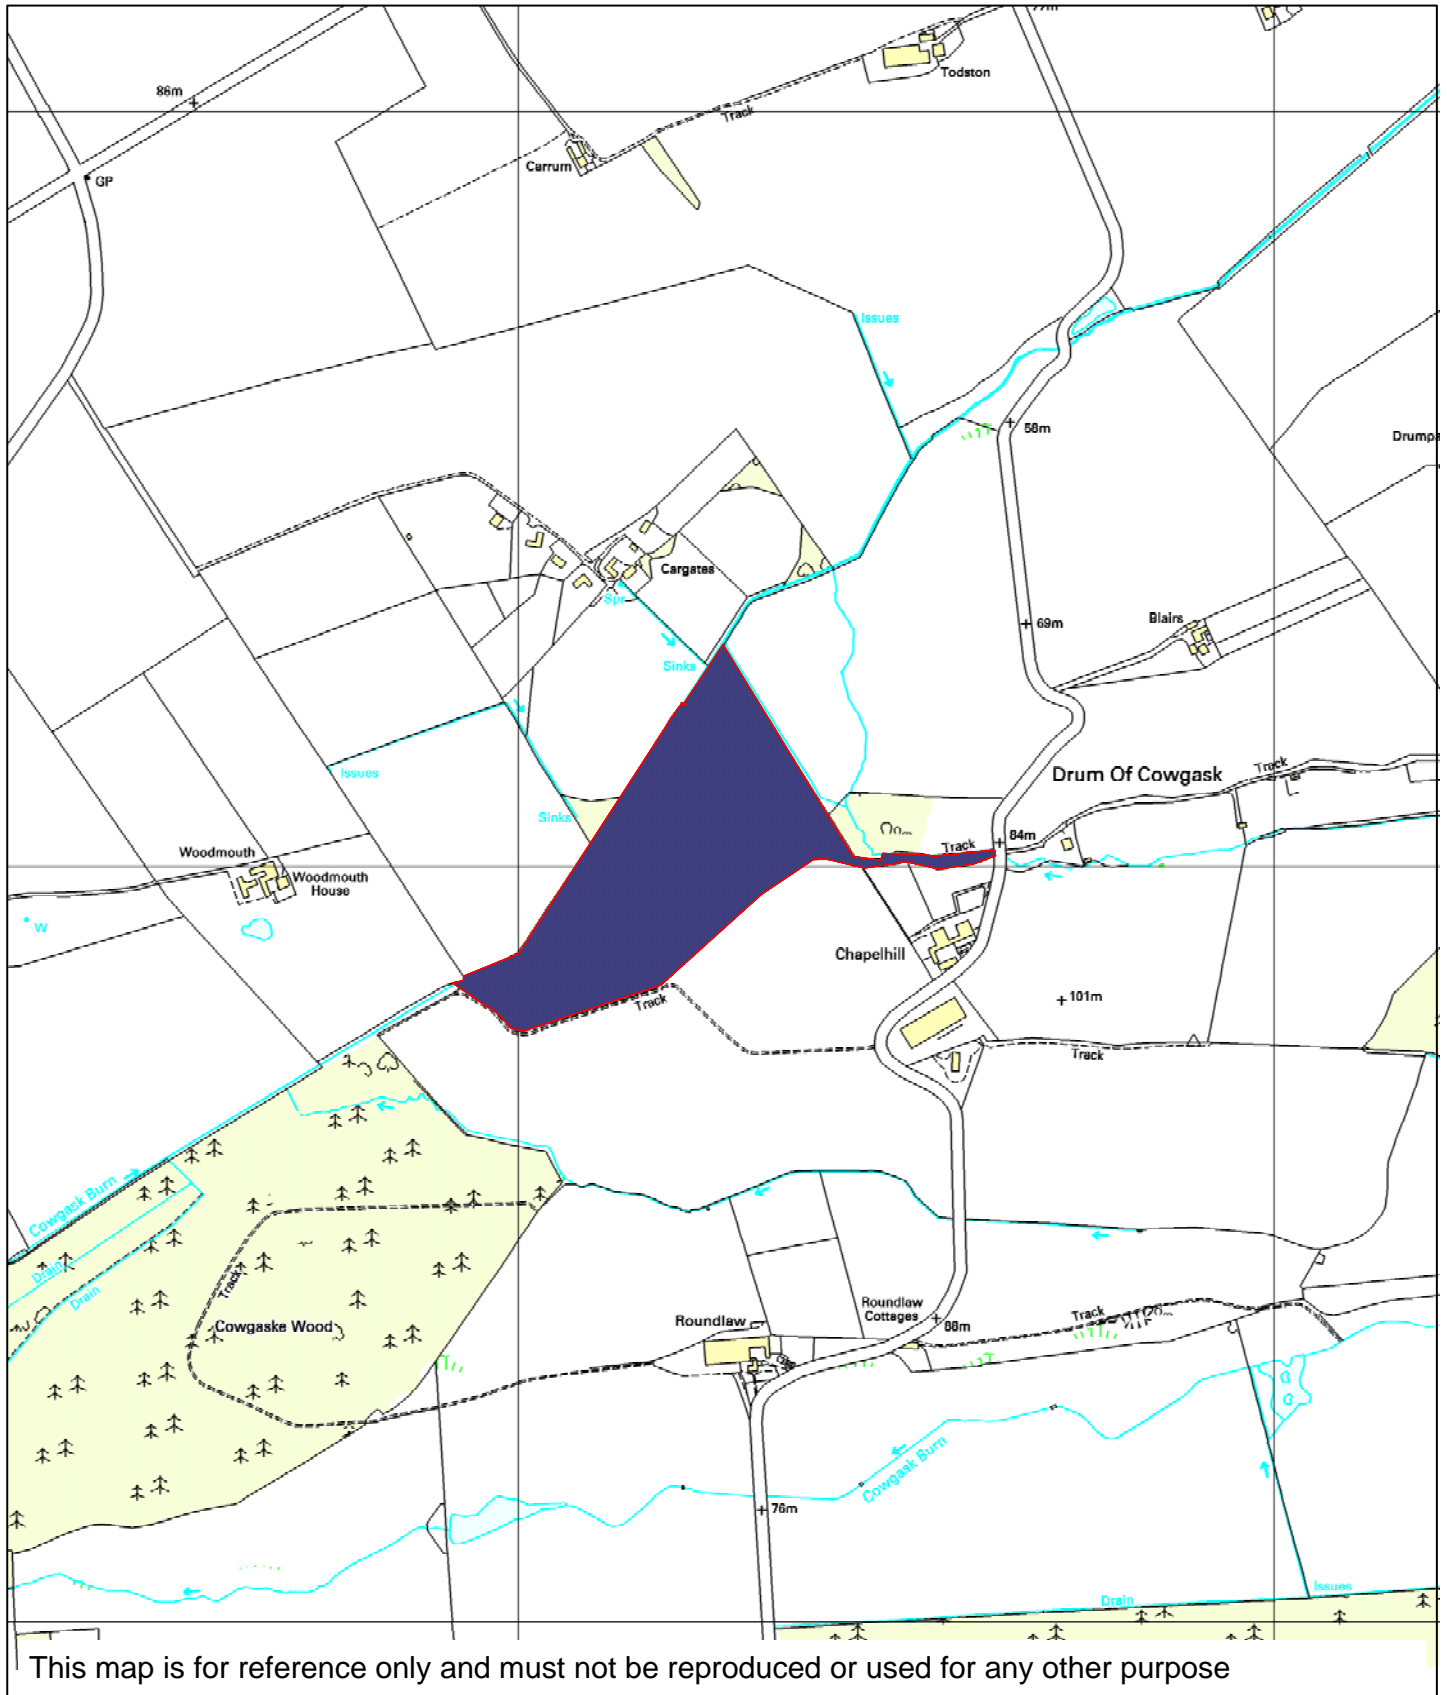 77m
Todston
86m
Track
Carrum
GP
Issues
58m
Drumpa
Cargates
Spr
Blairs
69m
Sinks
Drum Of Cowgask
Track
Issues
Sinks
84m
Track
Woodmouth
Woodmouth
House
W
Chapelhill
101m
Track
Track
Cowgask Burn
Drain
Drain
Track
Cowgaske Wood
Roundlaw
Roundlaw
Cottages
88m
Track
Cowgask Burn
76m
Issues
Drain
This map is for reference only and must not be reproduced or used for any other purpose